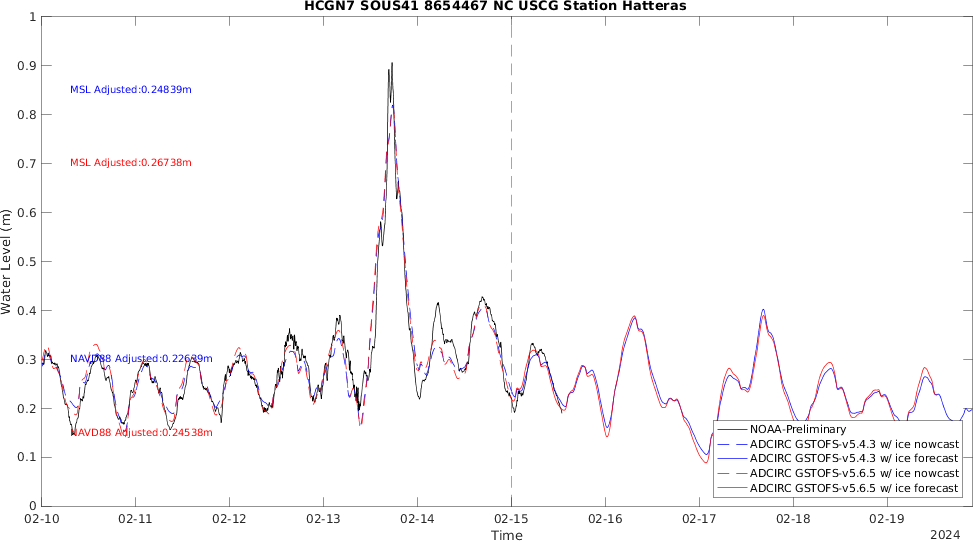 HCGN7 SOUS41 8654467 NC USCG Station Hatteras
Water Level (m)
1
0.9
0.8
0.7
0.6
0.5
0.4
0.3
0.2
0.1
0
MSL Adjusted:0.24839m
MSL Adjusted:0.26738m
NAVD88 Adjusted:0.22639m
NAVD88 Adjusted:0.24538m
NOAA-Preliminary
ADCIRC GSTOFS-v5.4.3 w/ ice nowcast
ADCIRC GSTOFS-v5.4.3 w/ ice forecast
ADCIRC GSTOFS-v5.6.5 w/ ice nowcast
ADCIRC GSTOFS-v5.6.5 w/ ice forecast
02-10 02-11 02-12 02-13 02-14 02-15 02-16 02-17 02-18 02-19
Time
2024